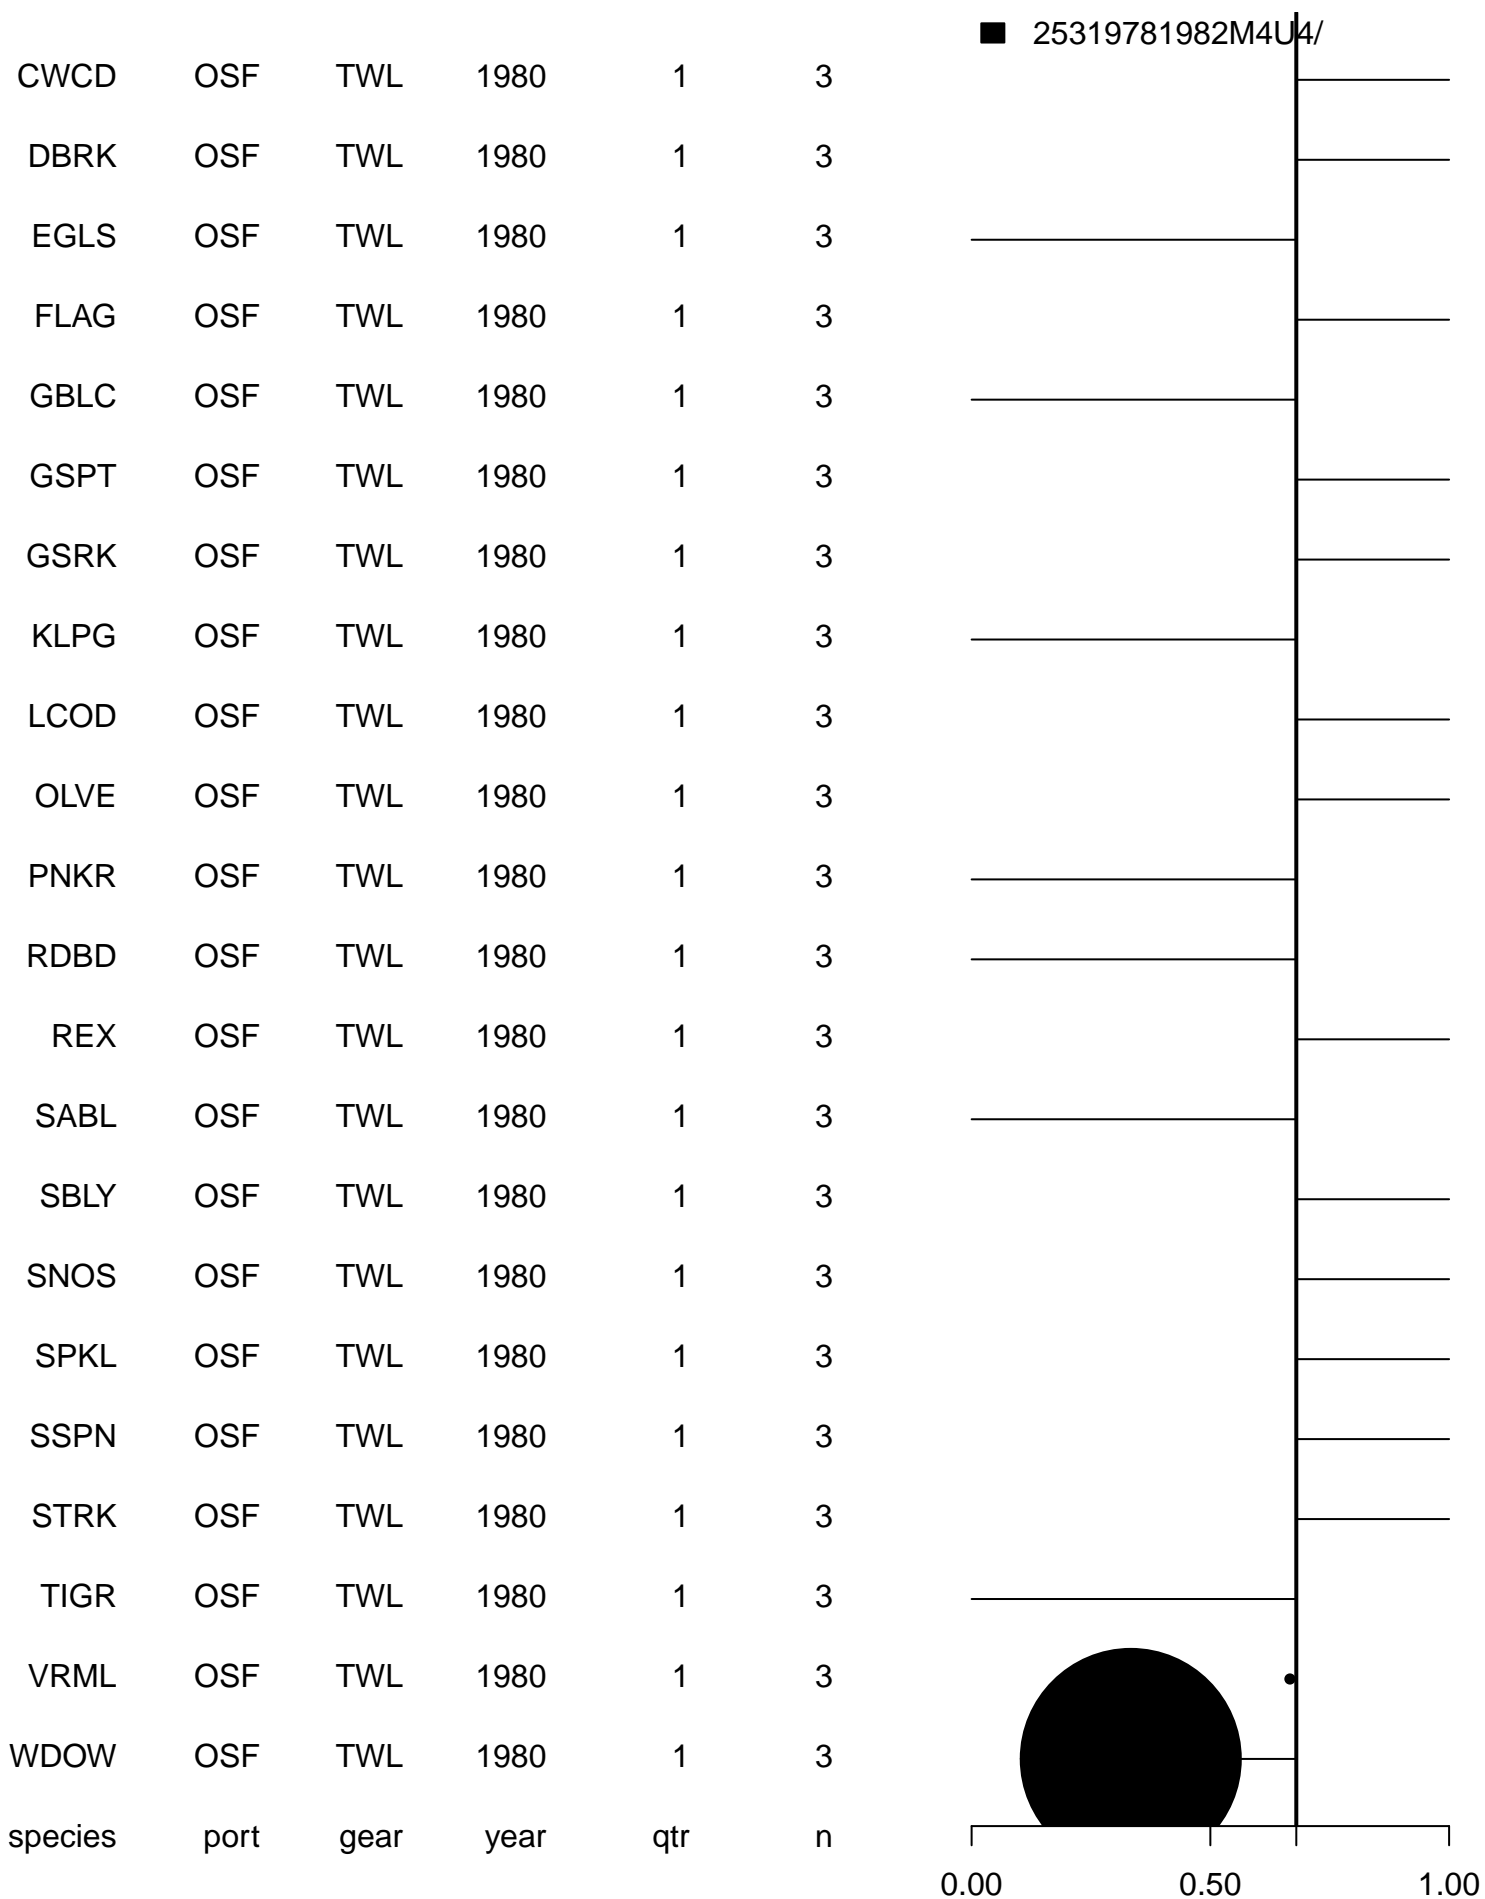 25319781982M4U4/
CWCD OSF TWL 1980 1 3
DBRK OSF TWL 1980 1 3
EGLS OSF TWL 1980 1 3
FLAG OSF TWL 1980 1 3
GBLC OSF TWL 1980 1 3
GSPT OSF TWL 1980 1 3
GSRK OSF TWL 1980 1 3
KLPG OSF TWL 1980 1 3
LCOD OSF TWL 1980 1 3
OLVE OSF TWL 1980 1 3
PNKR OSF TWL 1980 1 3
RDBD OSF TWL 1980 1 3
REX OSF TWL 1980 1 3
SABL OSF TWL 1980 1 3
SBLY OSF TWL 1980 1 3
SNOS OSF TWL 1980 1 3
SPKL OSF TWL 1980 1 3
SSPN OSF TWL 1980 1 3
STRK OSF TWL 1980 1 3
TIGR OSF TWL 1980 1 3
VRML OSF TWL 1980 1 3
WDOW OSF TWL 1980 1 3
species port gear year qtr n
0.00 0.50 1.00